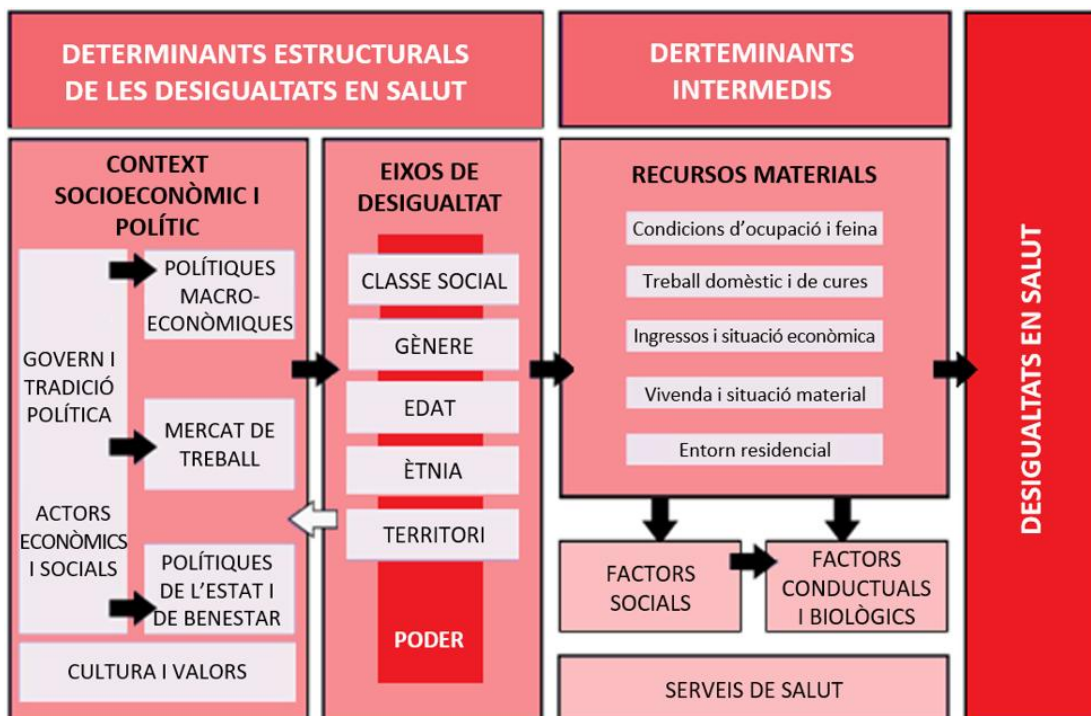 DETERMINANTS ESTRUCTURALS
DE LES DESIGUALTATS EN SALUT
DERTEMINANTS
INTERMEDIS
CONTEXT
SOCIOECONÒMIC I
POLÍTIC
GOVERN I
TRADICIÓ
POLÍTICA
ACTORS
ECONÒMICS
I SOCIALS
POLÍTIQUES
MACRO-
ECONÒMIQUES
MERCAT DE
TREBALL
POLÍTIQUES
DE L’ESTAT I
DE BENESTAR
CULTURA I VALORS
EIXOS DE
DESIGUALTAT
CLASSE SOCIAL
GÈNERE
EDAT
ÈTNIA
TERRITORI
PODER
RECURSOS MATERIALS
Condicions d’ocupació i feina
Treball domèstic i de cures
Ingressos i situació econòmica
Vivenda i situació material
Entorn residencial
FACTORS
SOCIALS
FACTORS
CONDUCTUALS
I BIOLÒGICS
SERVEIS DE SALUT
DESIGUALTATS EN SALUT